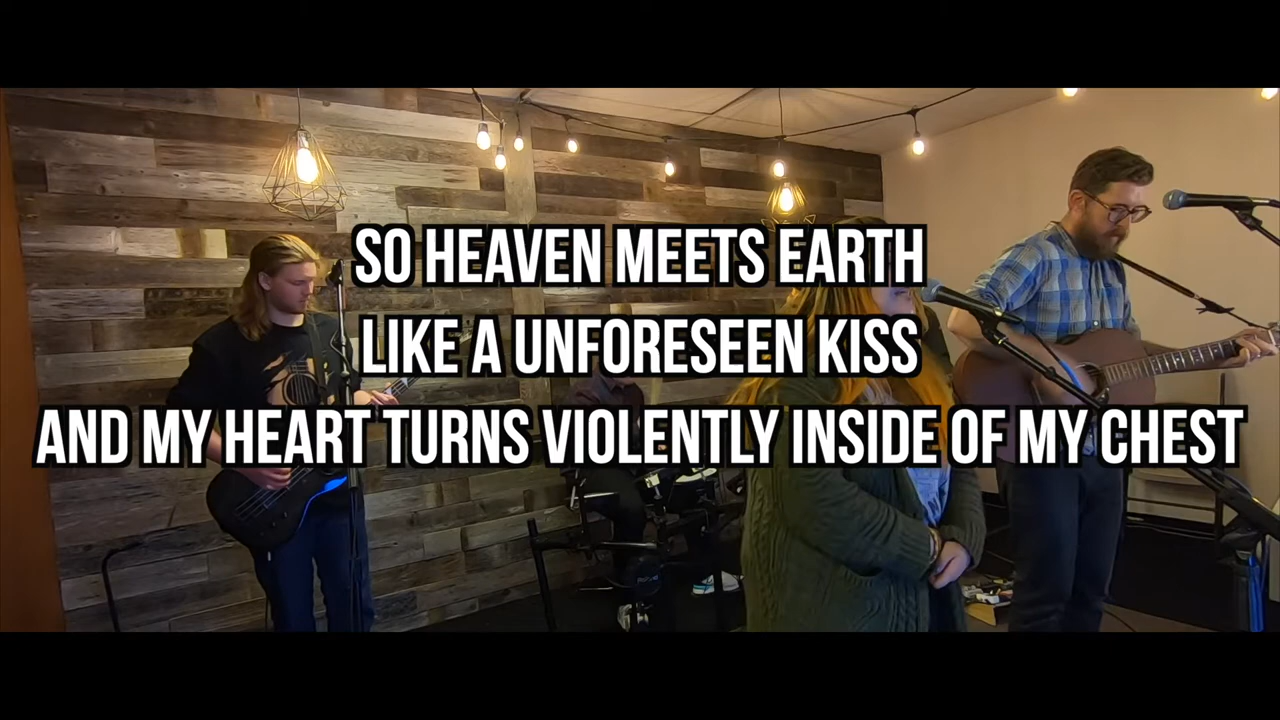 SO HEAVEN MEETS EARTH
LIKE A UNFORESEEN KISS
AND MY HEART TURNS VIOLENTLY INSIDE OF MY CHEST